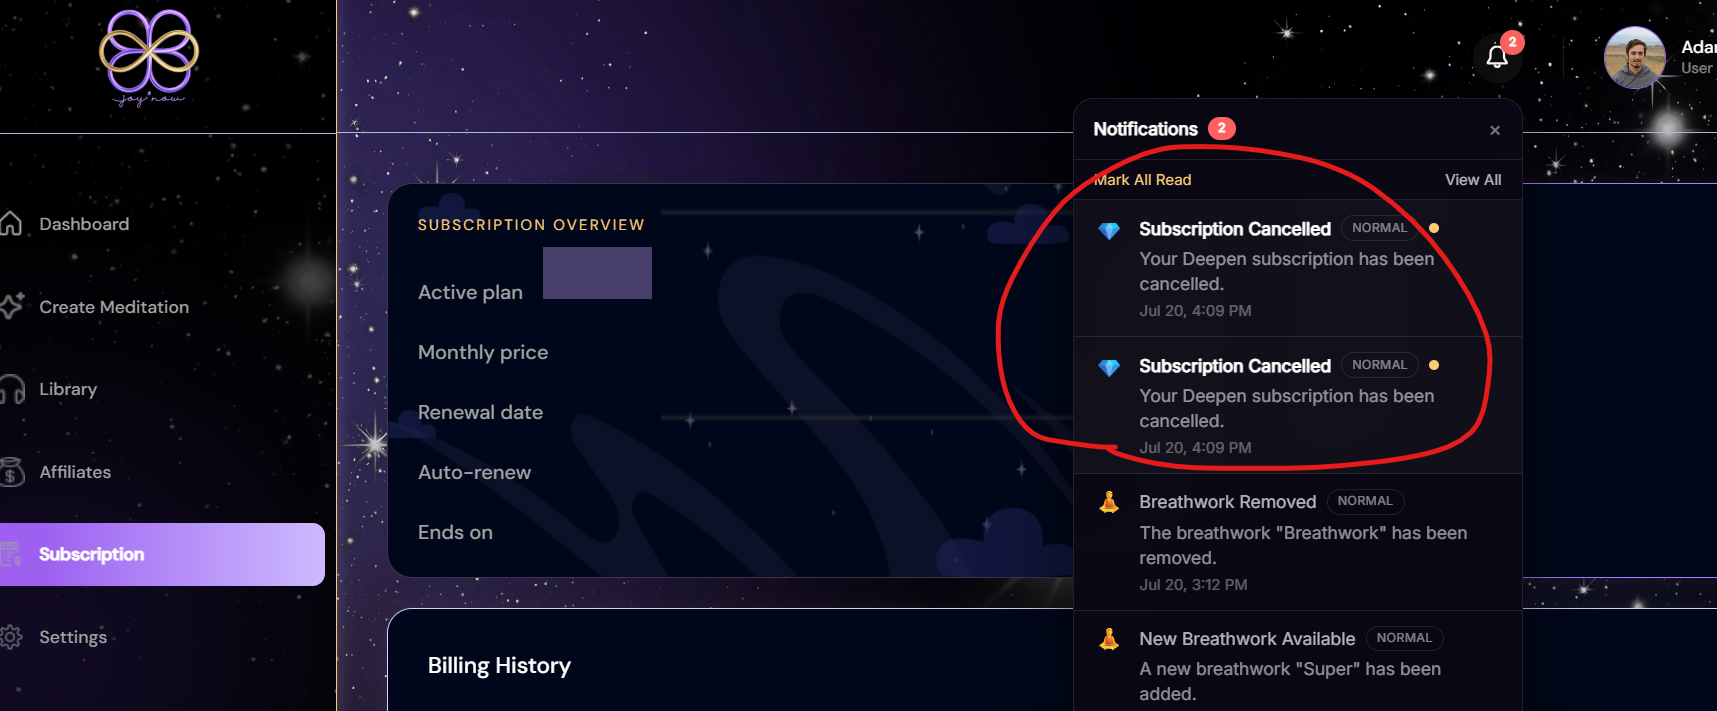 joy now
2
Adar
User
Dashboard
Create Meditation
Library
Affiliates
Subscription
Settings
SUBSCRIPTION OVERVIEW
Active plan
Monthly price
Renewal date
Auto-renew
Ends on
Billing History
Notifications 2 ×
Mark All Read View All
Subscription Cancelled NORMAL
Your Deepen subscription has been
cancelled.
Jul 20, 4:09 PM
Subscription Cancelled NORMAL
Your Deepen subscription has been
cancelled.
Jul 20, 4:09 PM
Breathwork Removed NORMAL
The breathwork "Breathwork" has been
removed.
Jul 20, 3:12 PM
New Breathwork Available NORMAL
A new breathwork "Super" has been
added.